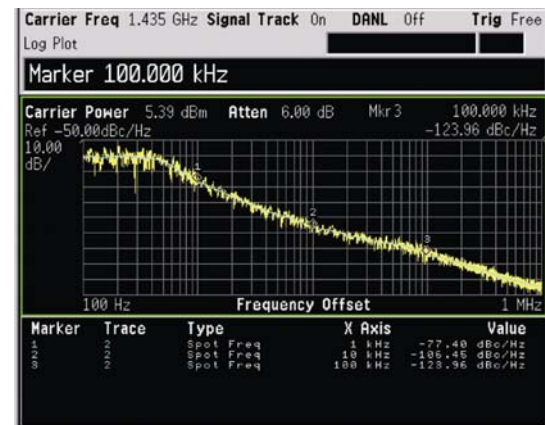 Carrier Freq 1.435 GHz Signal Track On DANL Off Trig Free
Log Plot
Marker 100.000 kHz
Carrier Power 5.39 dBm Atten 6.00 dB Mkr3 100.000 kHz
Ref -50.00dBc/Hz -123.96 dBc/Hz
10.00
dB/
1
2
3
100 Hz Frequency Offset 1 MHz
Marker Trace Type X Axis Value
1 2 Spot Freq 1 kHz -77.40 dBc/Hz
2 2 Spot Freq 10 kHz -106.45 dBc/Hz
3 2 Spot Freq 100 kHz -123.96 dBc/Hz